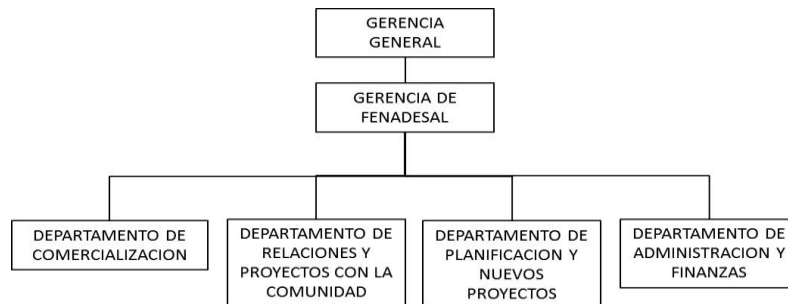 GERENCIA
GENERAL
GERENCIA DE
FENADESAL
DEPARTAMENTO DE
COMERCIALIZACION
DEPARTAMENTO DE
RELACIONES Y
PROYECTOS CON LA
COMUNIDAD
DEPARTAMENTO DE
PLANIFICACION Y
NUEVOS
PROYECTOS
DEPARTAMENTO DE
ADMINISTRACION Y
FINANZAS